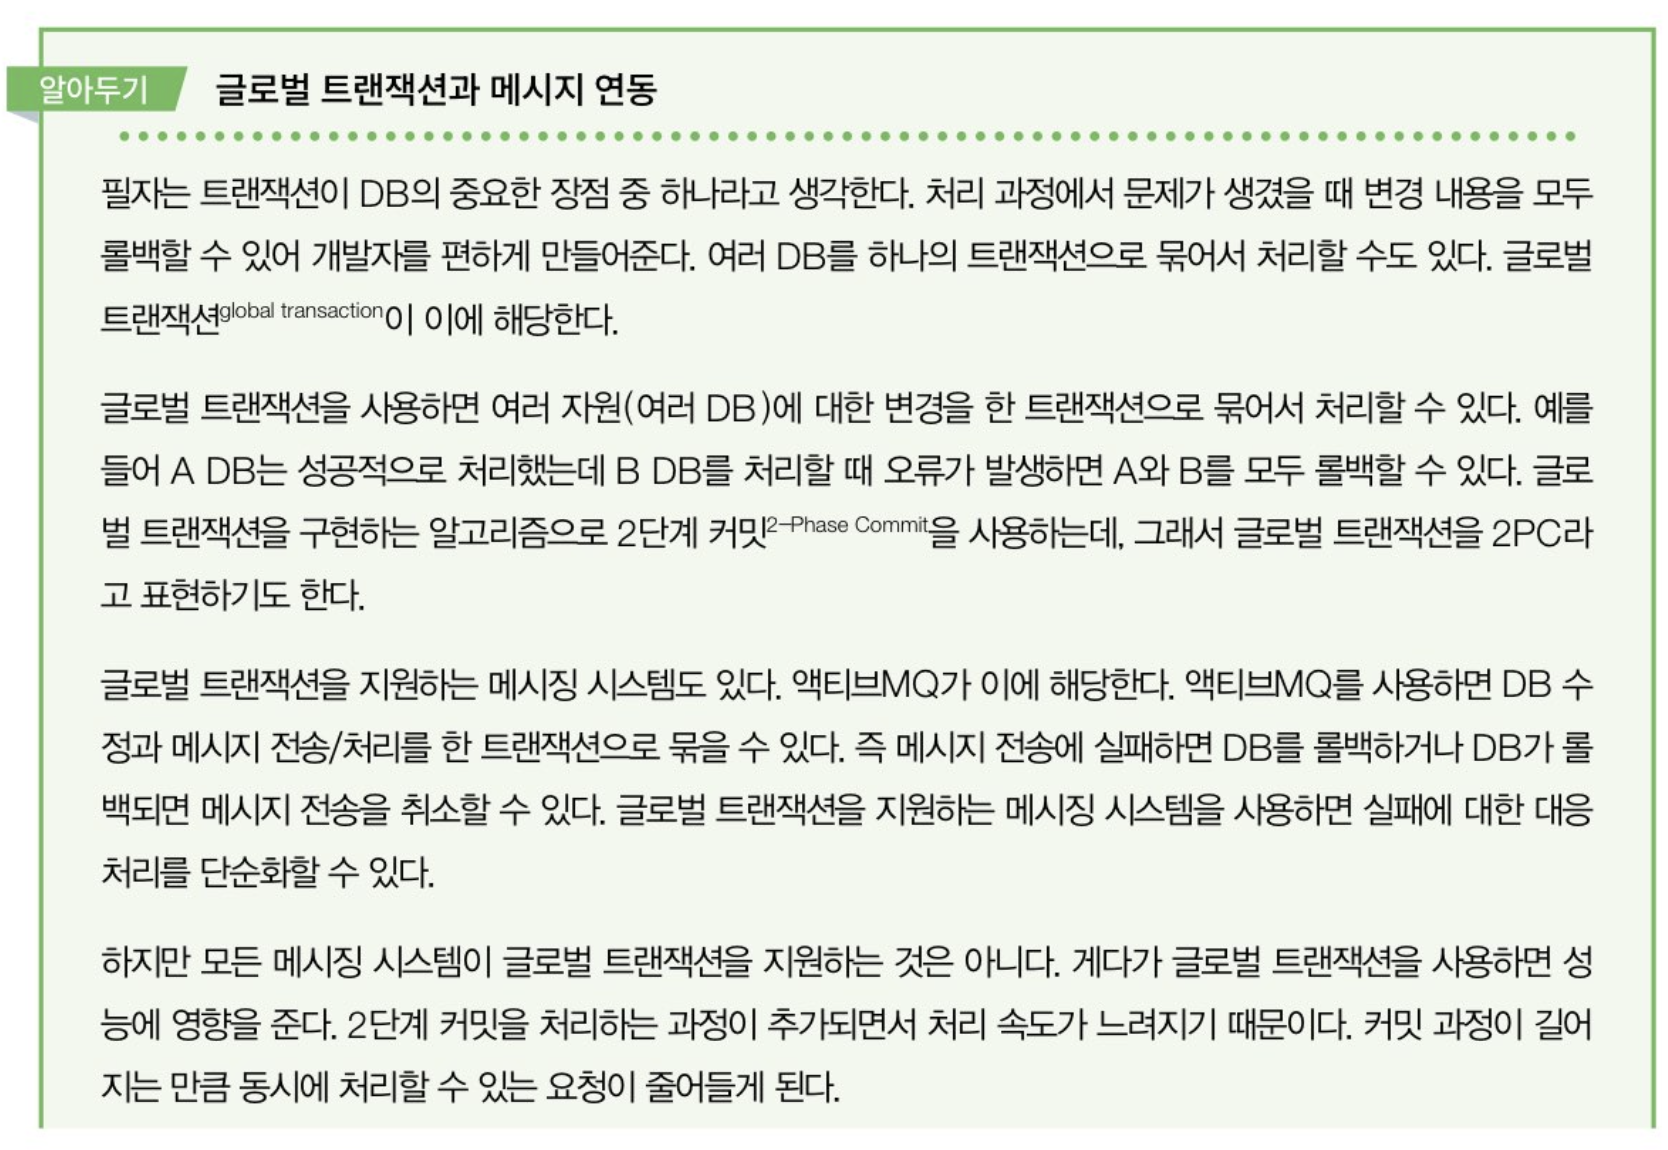 알아두기 글로벌 트랜잭션과 메시지 연동
필자는 트랜잭션이 DB의 중요한 장점 중 하나라고 생각한다. 처리 과정에서 문제가 생겼을 때 변경 내용을 모두
롤백할 수 있어 개발자를 편하게 만들어준다. 여러 DB를 하나의 트랜잭션으로 묶어서 처리할 수도 있다. 글로벌
트랜잭션global transaction이 이에 해당한다.
글로벌 트랜잭션을 사용하면 여러 자원(여러 DB)에 대한 변경을 한 트랜잭션으로 묶어서 처리할 수 있다. 예를
들어 A DB는 성공적으로 처리했는데 B DB를 처리할 때 오류가 발생하면 A와 B를 모두 롤백할 수 있다. 글로
벌 트랜잭션을 구현하는 알고리즘으로 2단계 커밋2-Phase Commit을 사용하는데, 그래서 글로벌 트랜잭션을 2PC라
고 표현하기도 한다.
글로벌 트랜잭션을 지원하는 메시징 시스템도 있다. 액티브MQ가 이에 해당한다. 액티브MQ를 사용하면 DB 수
정과 메시지 전송/처리를 한 트랜잭션으로 묶을 수 있다. 즉 메시지 전송에 실패하면 DB를 롤백하거나 DB가 롤
백되면 메시지 전송을 취소할 수 있다. 글로벌 트랜잭션을 지원하는 메시징 시스템을 사용하면 실패에 대한 대응
처리를 단순화할 수 있다.
하지만 모든 메시징 시스템이 글로벌 트랜잭션을 지원하는 것은 아니다. 게다가 글로벌 트랜잭션을 사용하면 성
능에 영향을 준다. 2단계 커밋을 처리하는 과정이 추가되면서 처리 속도가 느려지기 때문이다. 커밋 과정이 길어
지는 만큼 동시에 처리할 수 있는 요청이 줄어들게 된다.